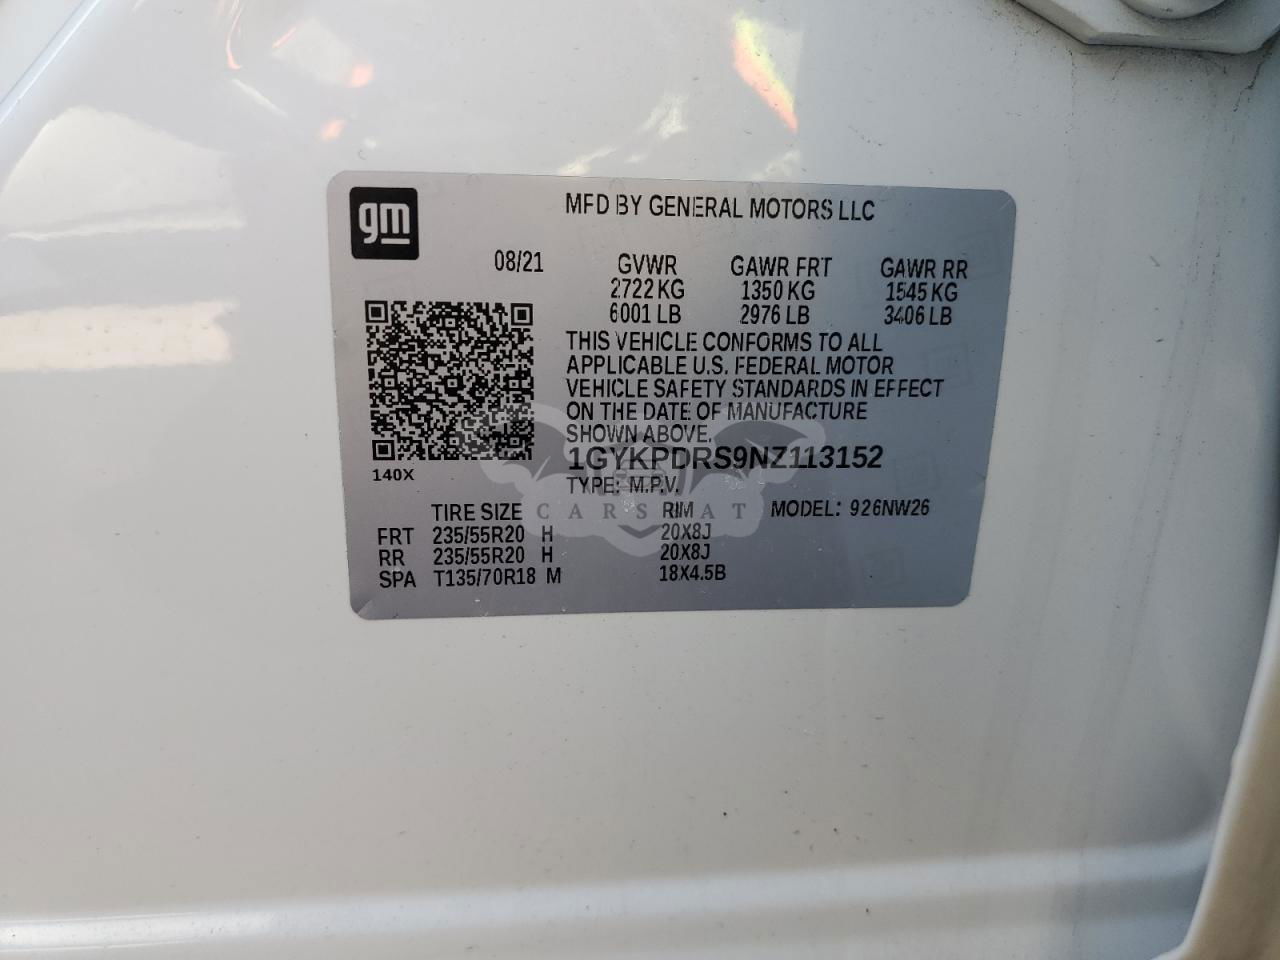 gm
MFD BY GENERAL MOTORS LLC
08/21 GVWR GAWR FRT GAWR RR
2722 KG 1350 KG 1545 KG
6001 LB 2976 LB 3406 LB
THIS VEHICLE CONFORMS TO ALL
APPLICABLE U.S. FEDERAL MOTOR
VEHICLE SAFETY STANDARDS IN EFFECT
ON THE DATE OF MANUFACTURE
SHOWN ABOVE.
1GYKPDRS9NZ113152
140X
TYPE: M.P.V.
CARSBAT
TIRE SIZE RIM MODEL: 926NW26
FRT 235/55R20 H 20X8J
RR 235/55R20 H 20X8J
SPA T135/70R18 M 18X4.5B